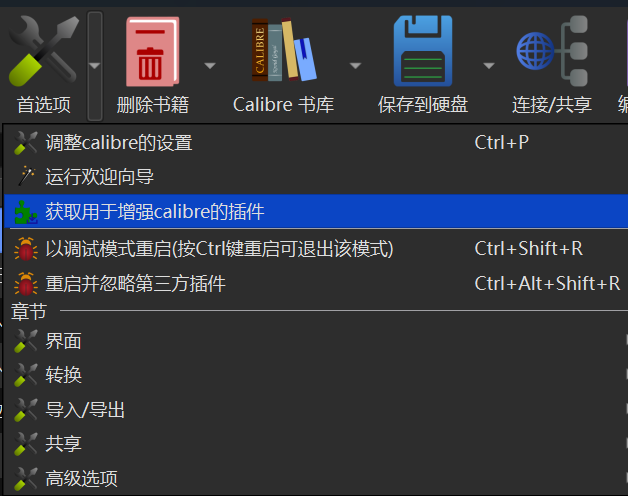 首选项
删除书籍
CALIBRE
Calibre 书库
保存到硬盘
连接/共享
调整calibre的设置 Ctrl+P
运行欢迎向导
获取用于增强calibre的插件
以调试模式重启(按Ctrl键重启可退出该模式) Ctrl+Shift+R
重启并忽略第三方插件 Ctrl+Alt+Shift+R
章节
界面
转换
导入/导出
共享
高级选项